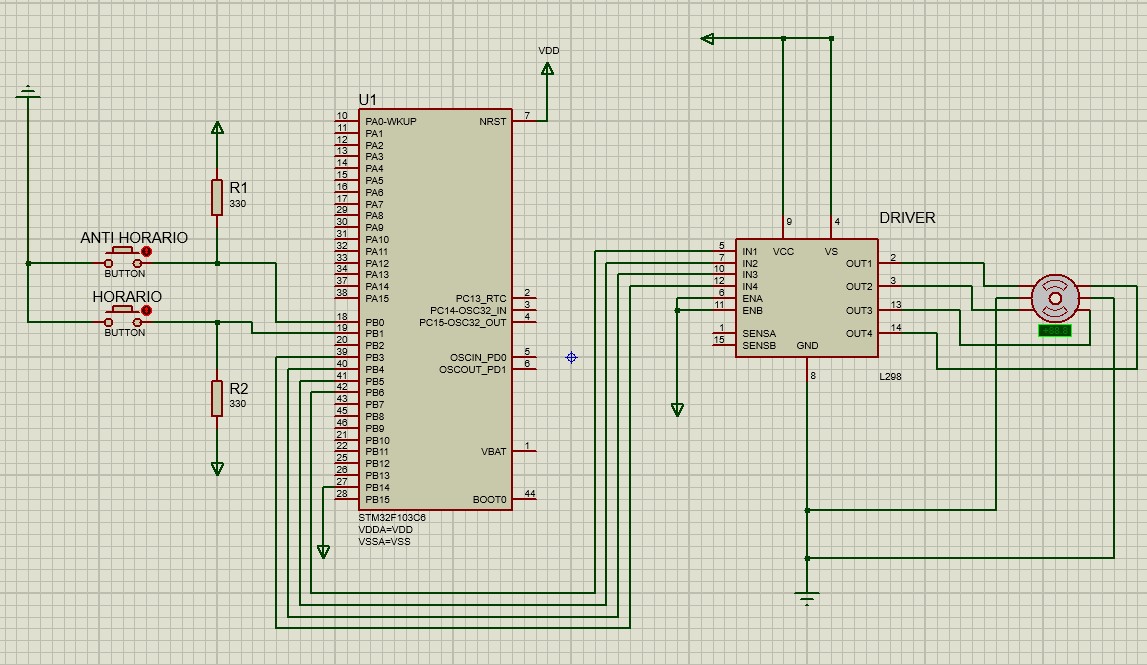 VDD
U1
10 PA0-WKUP
11 PA1
12 PA2
13 PA3
14 PA4
15 PA5
16 PA6
17 PA7
29 PA8
30 PA9
31 PA10
32 PA11
33 PA12
34 PA13
37 PA14
38 PA15
18 PB0
19 PB1
20 PB2
39 PB3
40 PB4
41 PB5
42 PB6
43 PB7
45 PB8
46 PB9
21 PB10
22 PB11
25 PB12
26 PB13
27 PB14
28 PB15
NRST 7
PC13_RTC 2
PC14-OSC32_IN 3
PC15-OSC32_OUT 4
OSCIN_PD0 5
OSCOUT_PD1 6
VBAT 1
BOOT0 44
STM32F103C6
VDDA=VDD
VSSA=VSS
R1
330
ANTI HORARIO
BUTTON
HORARIO
BUTTON
R2
330
DRIVER
9 4
VCC VS
5 IN1
7 IN2
10 IN3
12 IN4
6 ENA
11 ENB
1 SENSA
15 SENSB
OUT1 2
OUT2 3
OUT3 13
OUT4 14
GND
8
L298